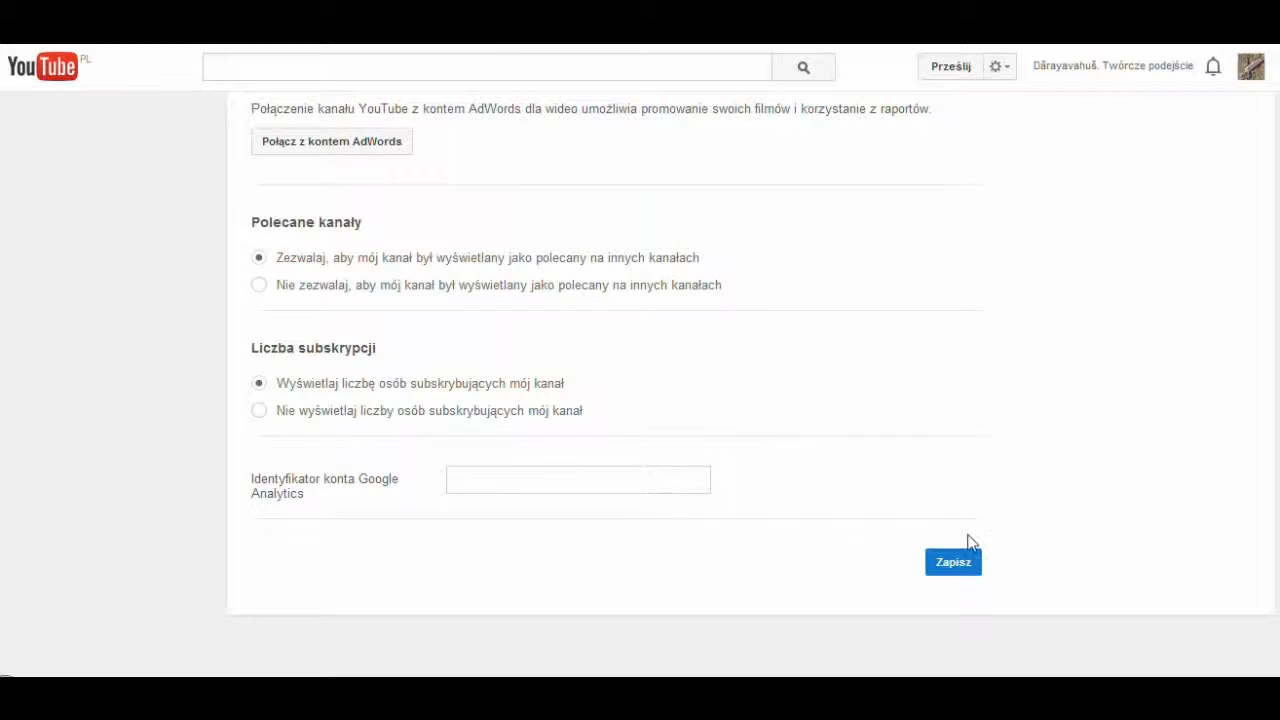 YouTube PL
Prześlij
Dārayavahuš. Twórcze podejście
Połączenie kanału YouTube z kontem AdWords dla wideo umożliwia promowanie swoich filmów i korzystanie z raportów.
Połącz z kontem AdWords
Polecane kanały
Zezwalaj, aby mój kanał był wyświetlany jako polecany na innych kanałach
Nie zezwalaj, aby mój kanał był wyświetlany jako polecany na innych kanałach
Liczba subskrypcji
Wyświetlaj liczbę osób subskrybujących mój kanał
Nie wyświetlaj liczby osób subskrybujących mój kanał
Identyfikator konta Google
Analytics
Zapisz